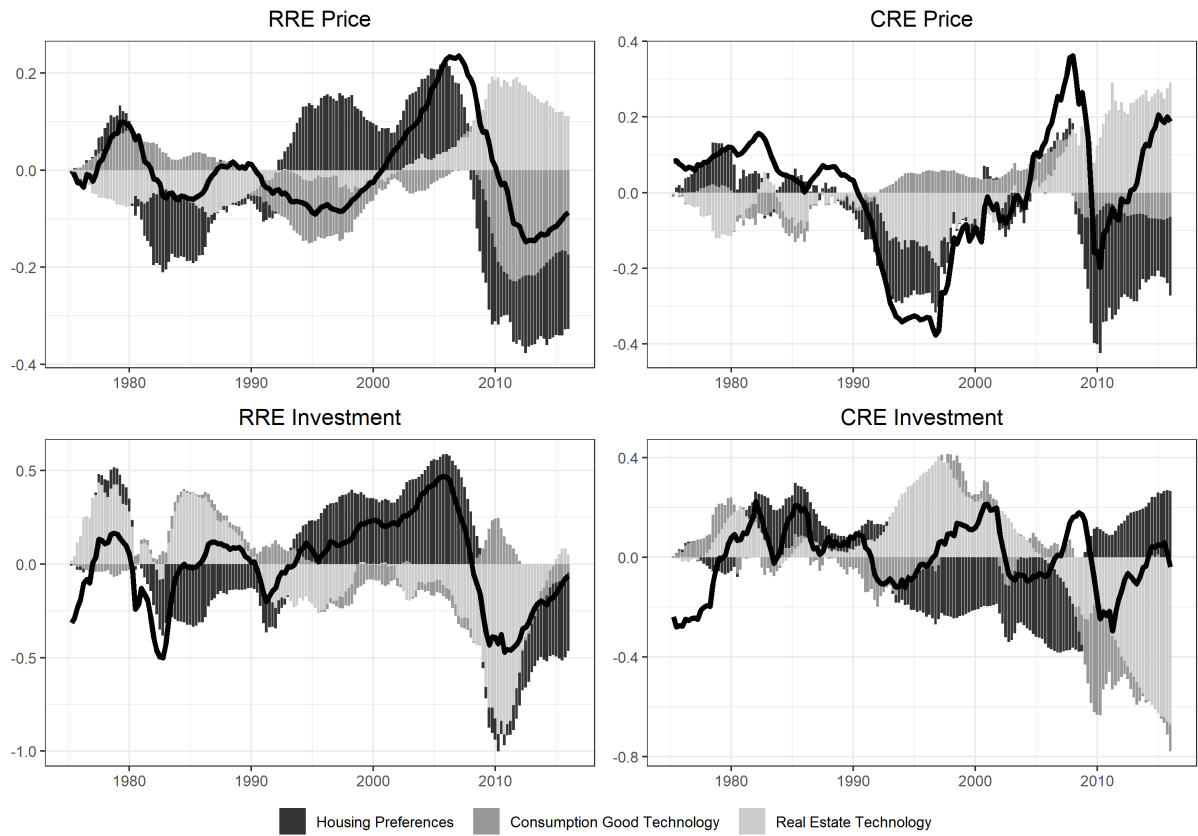 RRE Price
0.2
0.0
-0.2
-0.4
1980 1990 2000 2010
CRE Price
0.4
0.2
0.0
-0.2
-0.4
1980 1990 2000 2010
RRE Investment
0.5
0.0
-0.5
-1.0
1980 1990 2000 2010
CRE Investment
0.4
0.0
-0.4
-0.8
1980 1990 2000 2010
Housing Preferences Consumption Good Technology Real Estate Technology